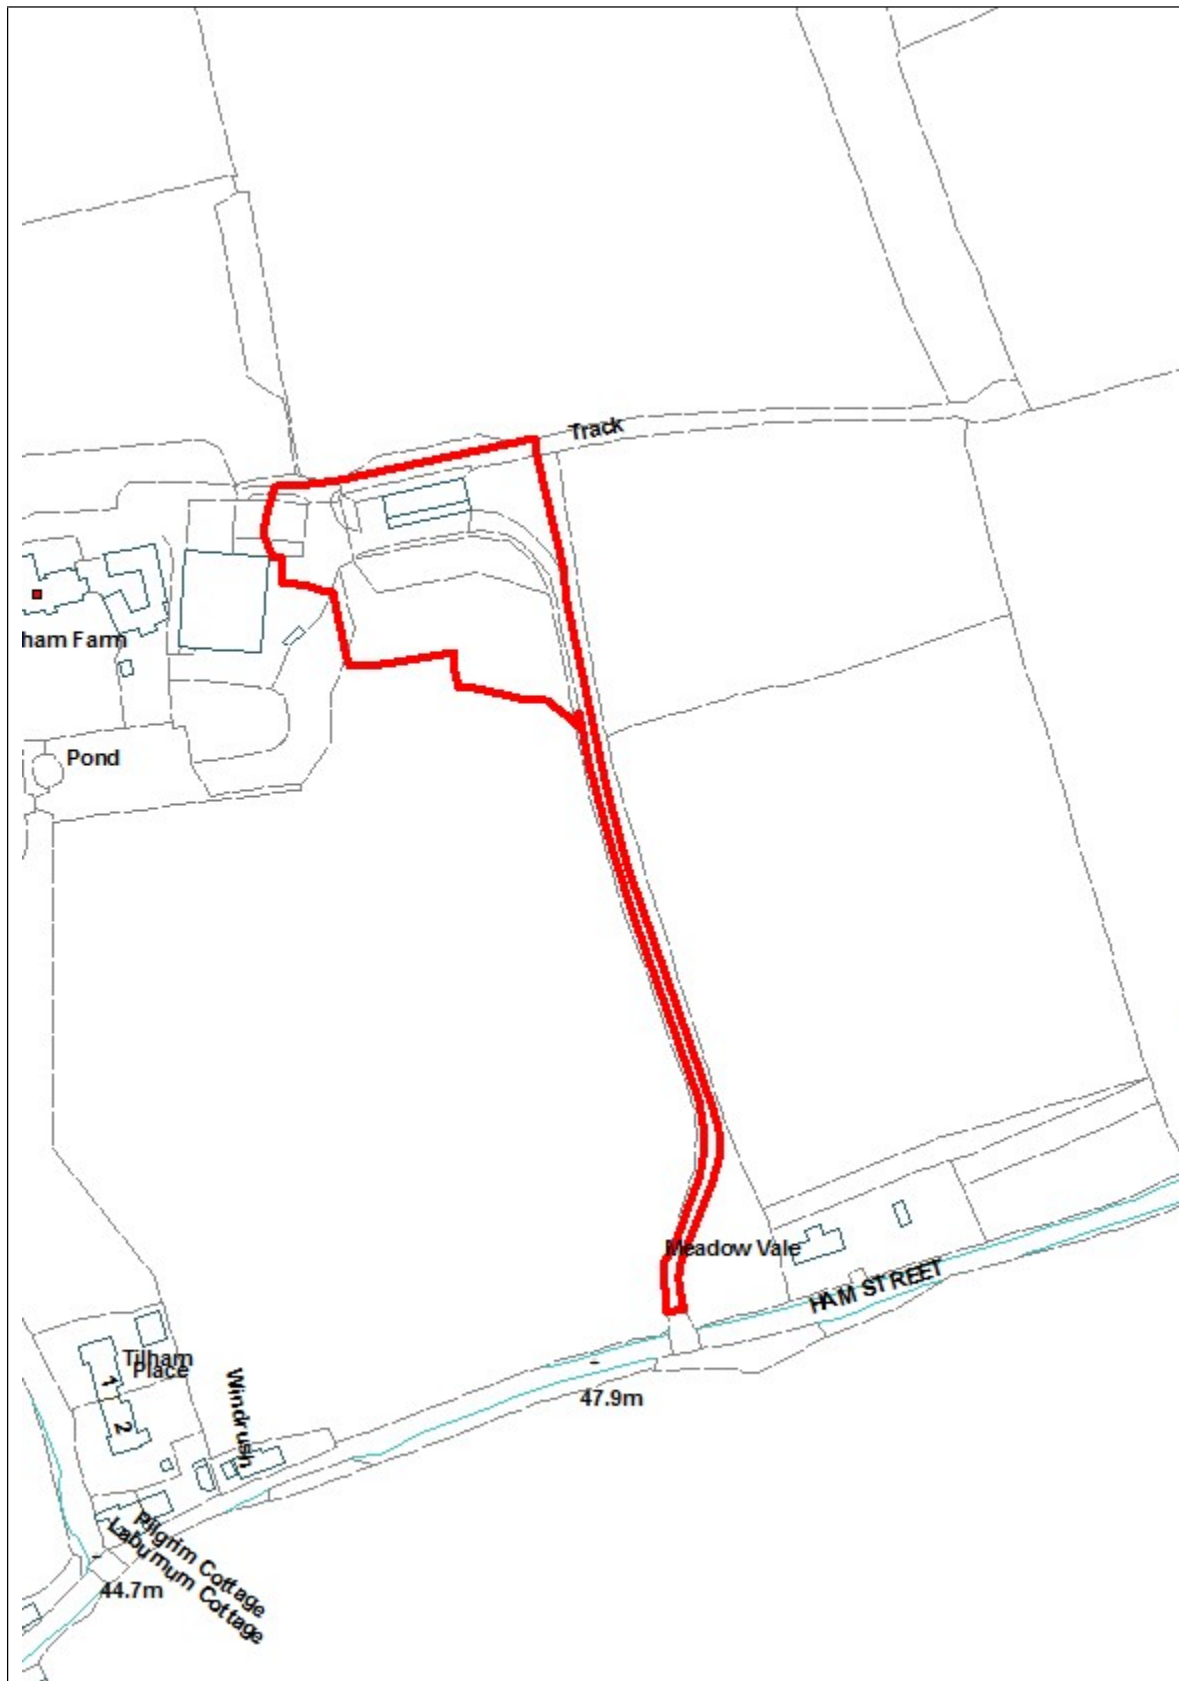 Track
ham Farm
Pond
Meadow Vale
HAM STREET
Tilham
Place
1
2
Windrush
47.9m
Pilgrim Cottage
Laburnum Cottage
44.7m